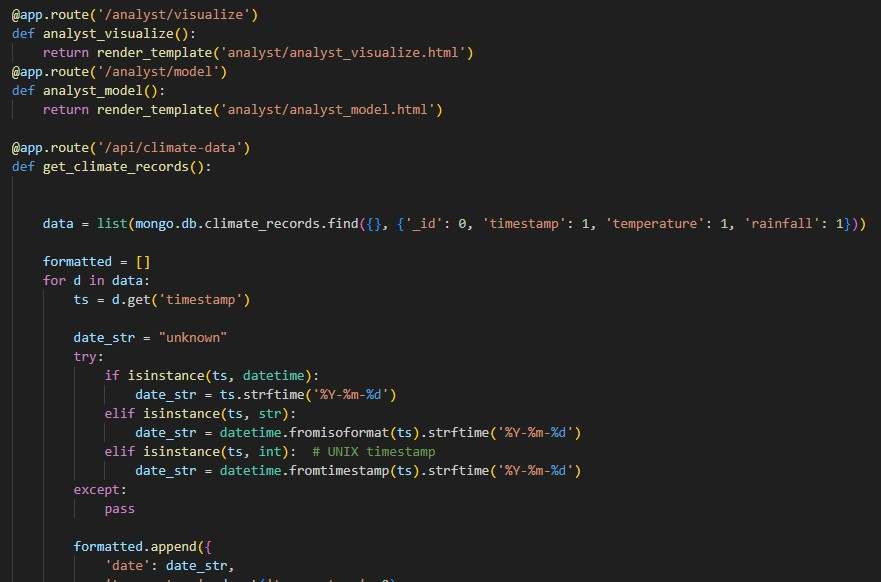 @app.route('/analyst/visualize')
def analyst_visualize():
    return render_template('analyst/analyst_visualize.html')
@app.route('/analyst/model')
def analyst_model():
    return render_template('analyst/analyst_model.html')
@app.route('/api/climate-data')
def get_climate_records():
    data = list(mongo.db.climate_records.find({}, {'_id': 0, 'timestamp': 1, 'temperature': 1, 'rainfall': 1}))
    formatted = []
    for d in data:
        ts = d.get('timestamp')
        date_str = "unknown"
        try:
            if isinstance(ts, datetime):
                date_str = ts.strftime('%Y-%m-%d')
            elif isinstance(ts, str):
                date_str = datetime.fromisoformat(ts).strftime('%Y-%m-%d')
            elif isinstance(ts, int):  # UNIX timestamp
                date_str = datetime.fromtimestamp(ts).strftime('%Y-%m-%d')
        except:
            pass
        formatted.append({
            'date': date_str,